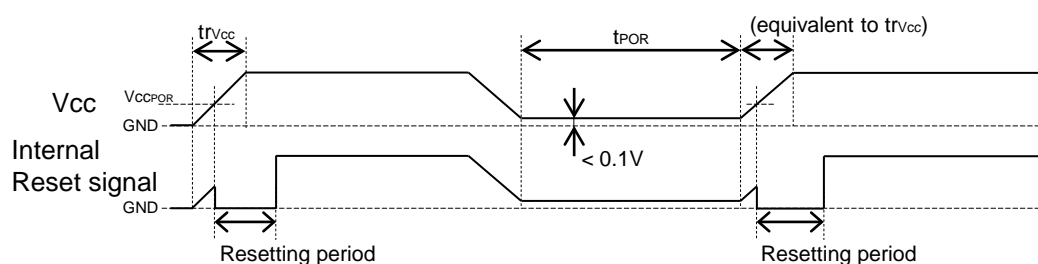 trVcc
tPOR
(equivalent to trVcc)
Vcc
VccPOR
GND
< 0.1V
Internal
Reset signal
GND
Resetting period
Resetting period